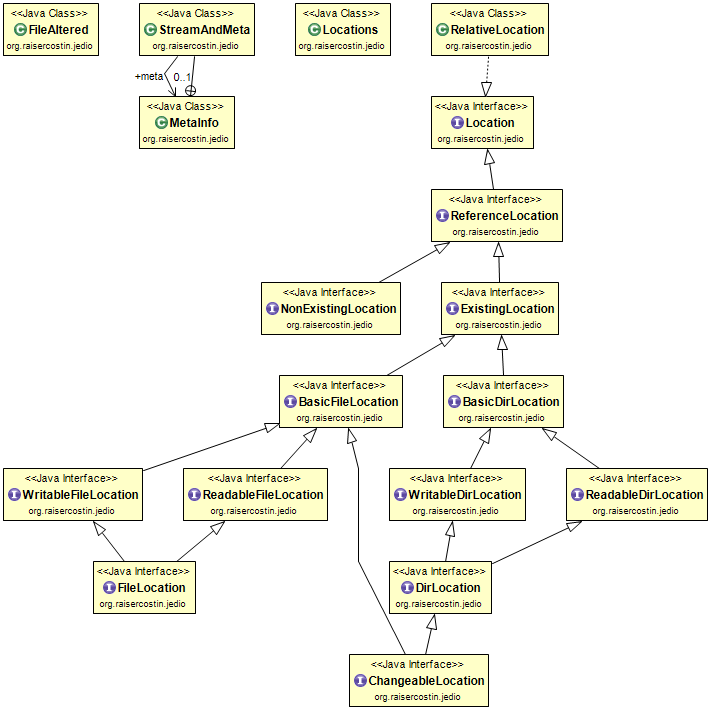 <<Java Class>>
FileAltered
org.raisercostin.jedio
<<Java Class>>
StreamAndMeta
org.raisercostin.jedio
<<Java Class>>
Locations
org.raisercostin.jedio
<<Java Class>>
RelativeLocation
org.raisercostin.jedio
+meta
0..1
<<Java Class>>
MetaInfo
org.raisercostin.jedio
<<Java Interface>>
Location
org.raisercostin.jedio
<<Java Interface>>
ReferenceLocation
org.raisercostin.jedio
<<Java Interface>>
NonExistingLocation
org.raisercostin.jedio
<<Java Interface>>
ExistingLocation
org.raisercostin.jedio
<<Java Interface>>
BasicFileLocation
org.raisercostin.jedio
<<Java Interface>>
BasicDirLocation
org.raisercostin.jedio
<<Java Interface>>
WritableFileLocation
org.raisercostin.jedio
<<Java Interface>>
ReadableFileLocation
org.raisercostin.jedio
<<Java Interface>>
WritableDirLocation
org.raisercostin.jedio
<<Java Interface>>
ReadableDirLocation
org.raisercostin.jedio
<<Java Interface>>
FileLocation
org.raisercostin.jedio
<<Java Interface>>
DirLocation
org.raisercostin.jedio
<<Java Interface>>
ChangeableLocation
org.raisercostin.jedio